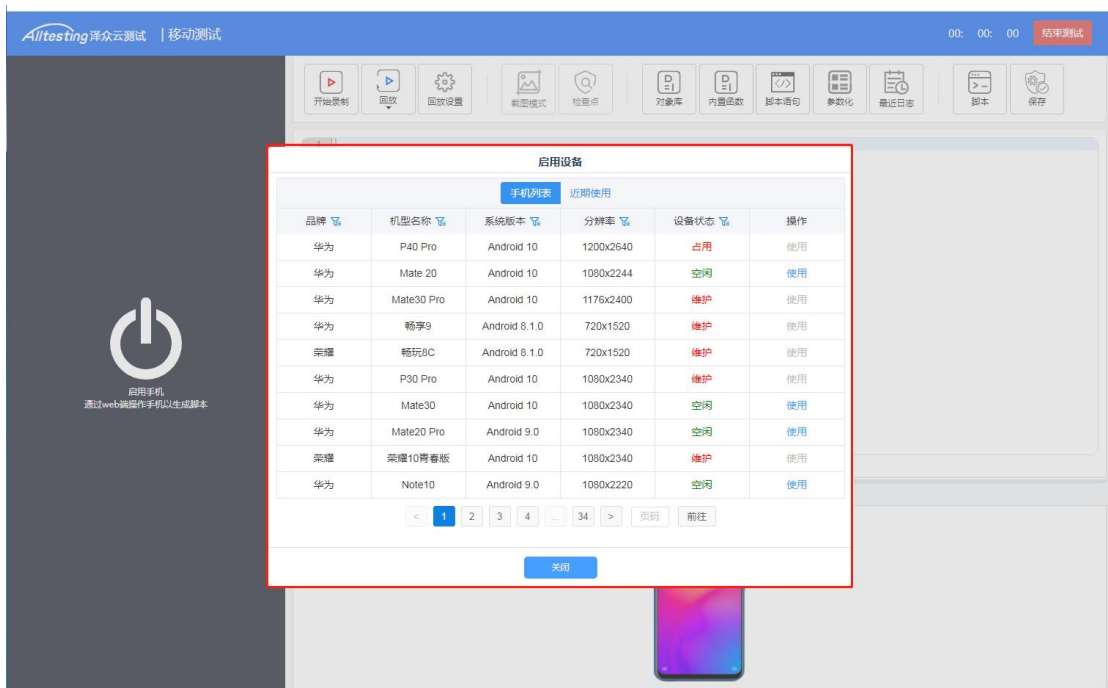 Alltesting泽众云测试 | 移动测试 00: 00: 00 结束测试
开始录制 回放 回放设置 截图模式 检查点 对象库 内置函数 脚本语句 参数化 最近日志 脚本 保存
启用设备
手机列表 近期使用
品牌 机型名称 系统版本 分辨率 设备状态 操作
华为 P40 Pro Android 10 1200x2640 占用 使用
华为 Mate 20 Android 10 1080x2244 空闲 使用
华为 Mate30 Pro Android 10 1176x2400 维护 使用
华为 畅享9 Android 8.1.0 720x1520 维护 使用
荣耀 畅玩8C Android 8.1.0 720x1520 维护 使用
华为 P30 Pro Android 10 1080x2340 维护 使用
华为 Mate30 Android 10 1080x2340 空闲 使用
华为 Mate20 Pro Android 9.0 1080x2340 空闲 使用
荣耀 荣耀10青春版 Android 10 1080x2340 维护 使用
华为 Note10 Android 9.0 1080x2220 空闲 使用
< 1 2 3 4 ... 34 > 页码 前往
关闭
启用手机
通过web端操作手机以生成脚本